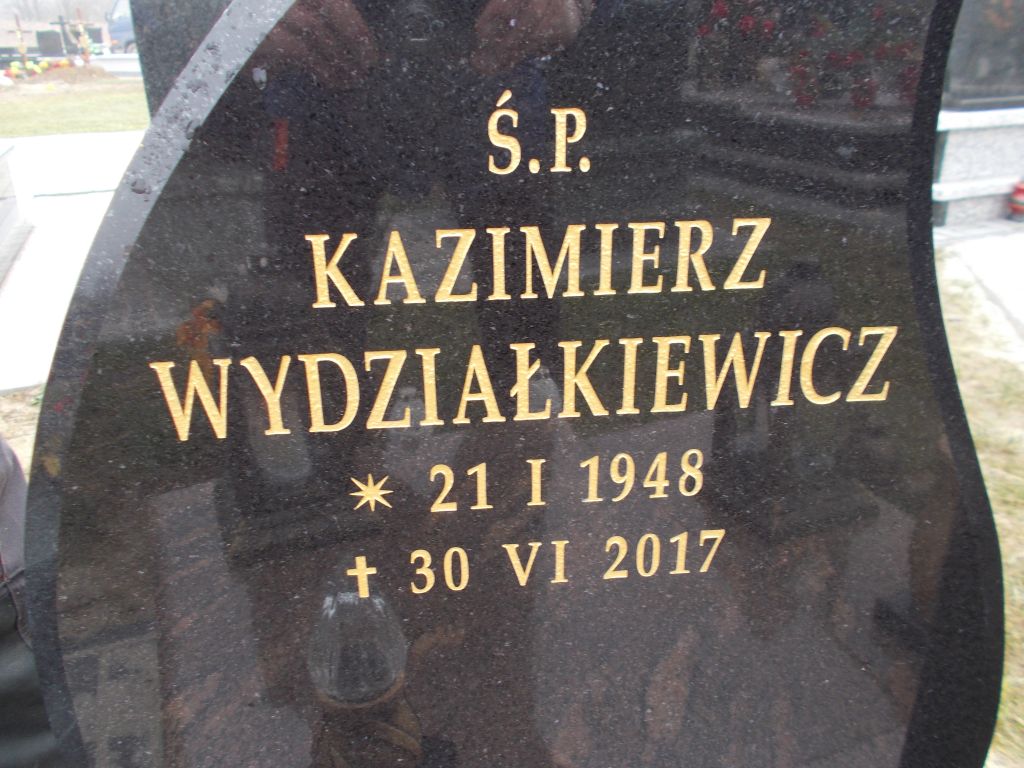 Ś.P.
KAZIMIERZ
WYDZIAŁKIEWICZ
✴ 21 I 1948
✝ 30 VI 2017